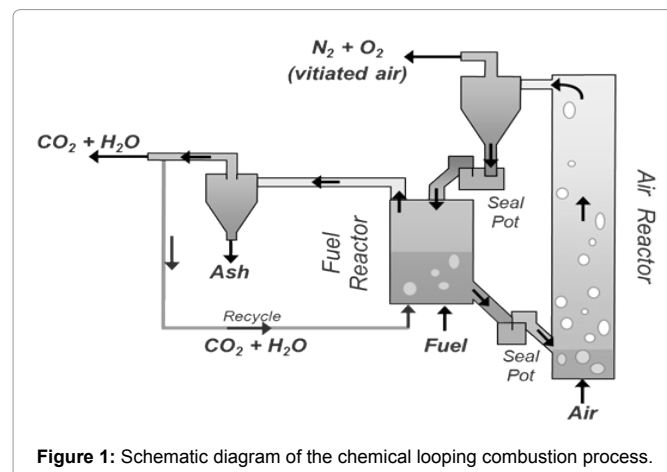 N₂ + O₂
(vitiated air)
CO₂ + H₂O
Ash
Fuel
Reactor
Seal
Pot
Air Reactor
Recycle
CO₂ + H₂O
Fuel
Seal
Pot
Air
Figure 1: Schematic diagram of the chemical looping combustion process.